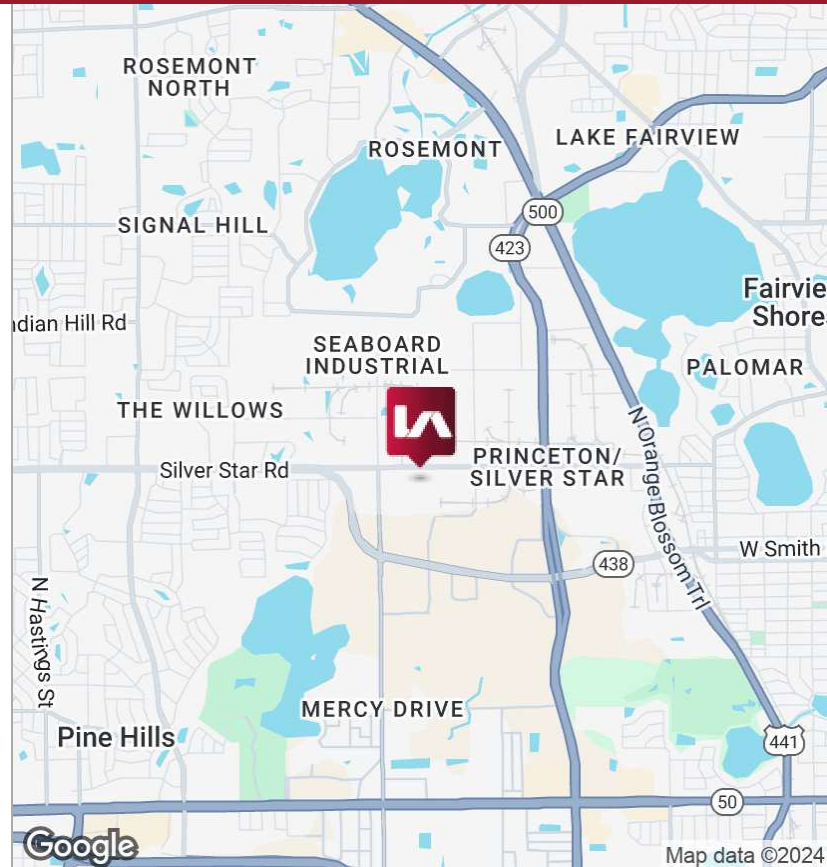 ROSEMONT
NORTH
ROSEMONT
LAKE FAIRVIEW
500
SIGNAL HILL
423
Fairvie
Shore
ndian Hill Rd
SEABOARD
INDUSTRIAL
PALOMAR
THE WILLOWS
N Orange Blossom Trl
Silver Star Rd
PRINCETON/
SILVER STAR
W Smith
438
N Hastings St
MERCY DRIVE
Pine Hills
441
50
Google
Map data ©2024